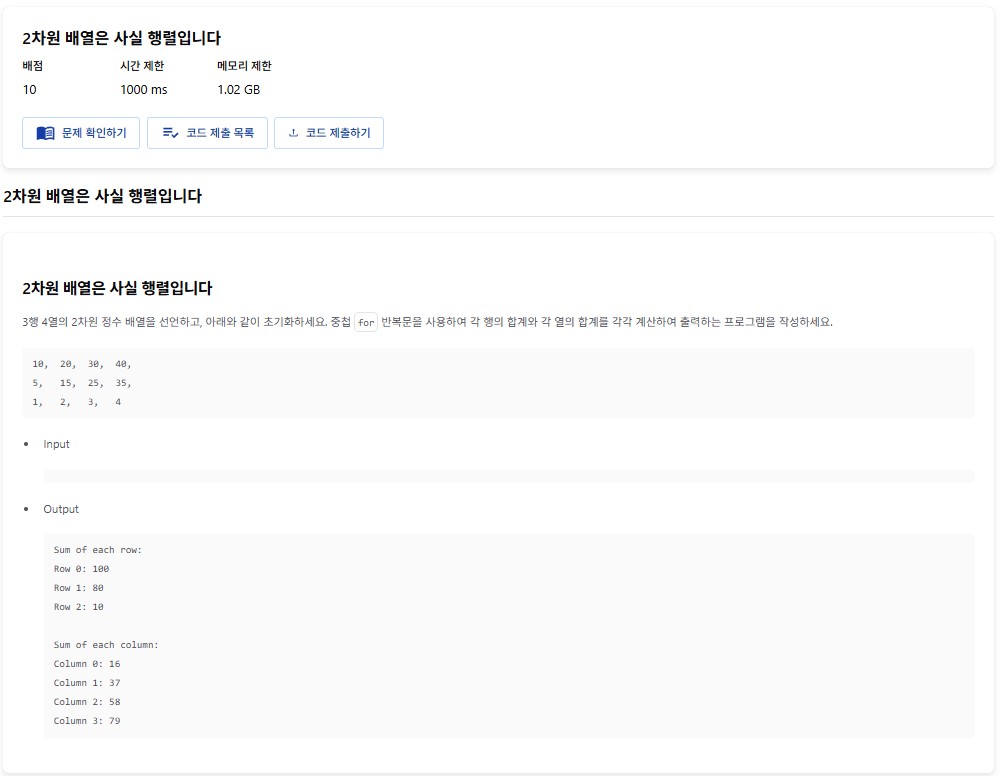 2차원 배열은 사실 행렬입니다
배점 시간 제한 메모리 제한
10 1000 ms 1.02 GB
문제 확인하기 코드 제출 목록 코드 제출하기
2차원 배열은 사실 행렬입니다
2차원 배열은 사실 행렬입니다
3행 4열의 2차원 정수 배열을 선언하고, 아래와 같이 초기화하세요. 중첩 for 반복문을 사용하여 각 행의 합계와 각 열의 합계를 각각 계산하여 출력하는 프로그램을 작성하세요.
10, 20, 30, 40,
5, 15, 25, 35,
1, 2, 3, 4
Input
Output
Sum of each row:
Row 0: 100
Row 1: 80
Row 2: 10
Sum of each column:
Column 0: 16
Column 1: 37
Column 2: 58
Column 3: 79